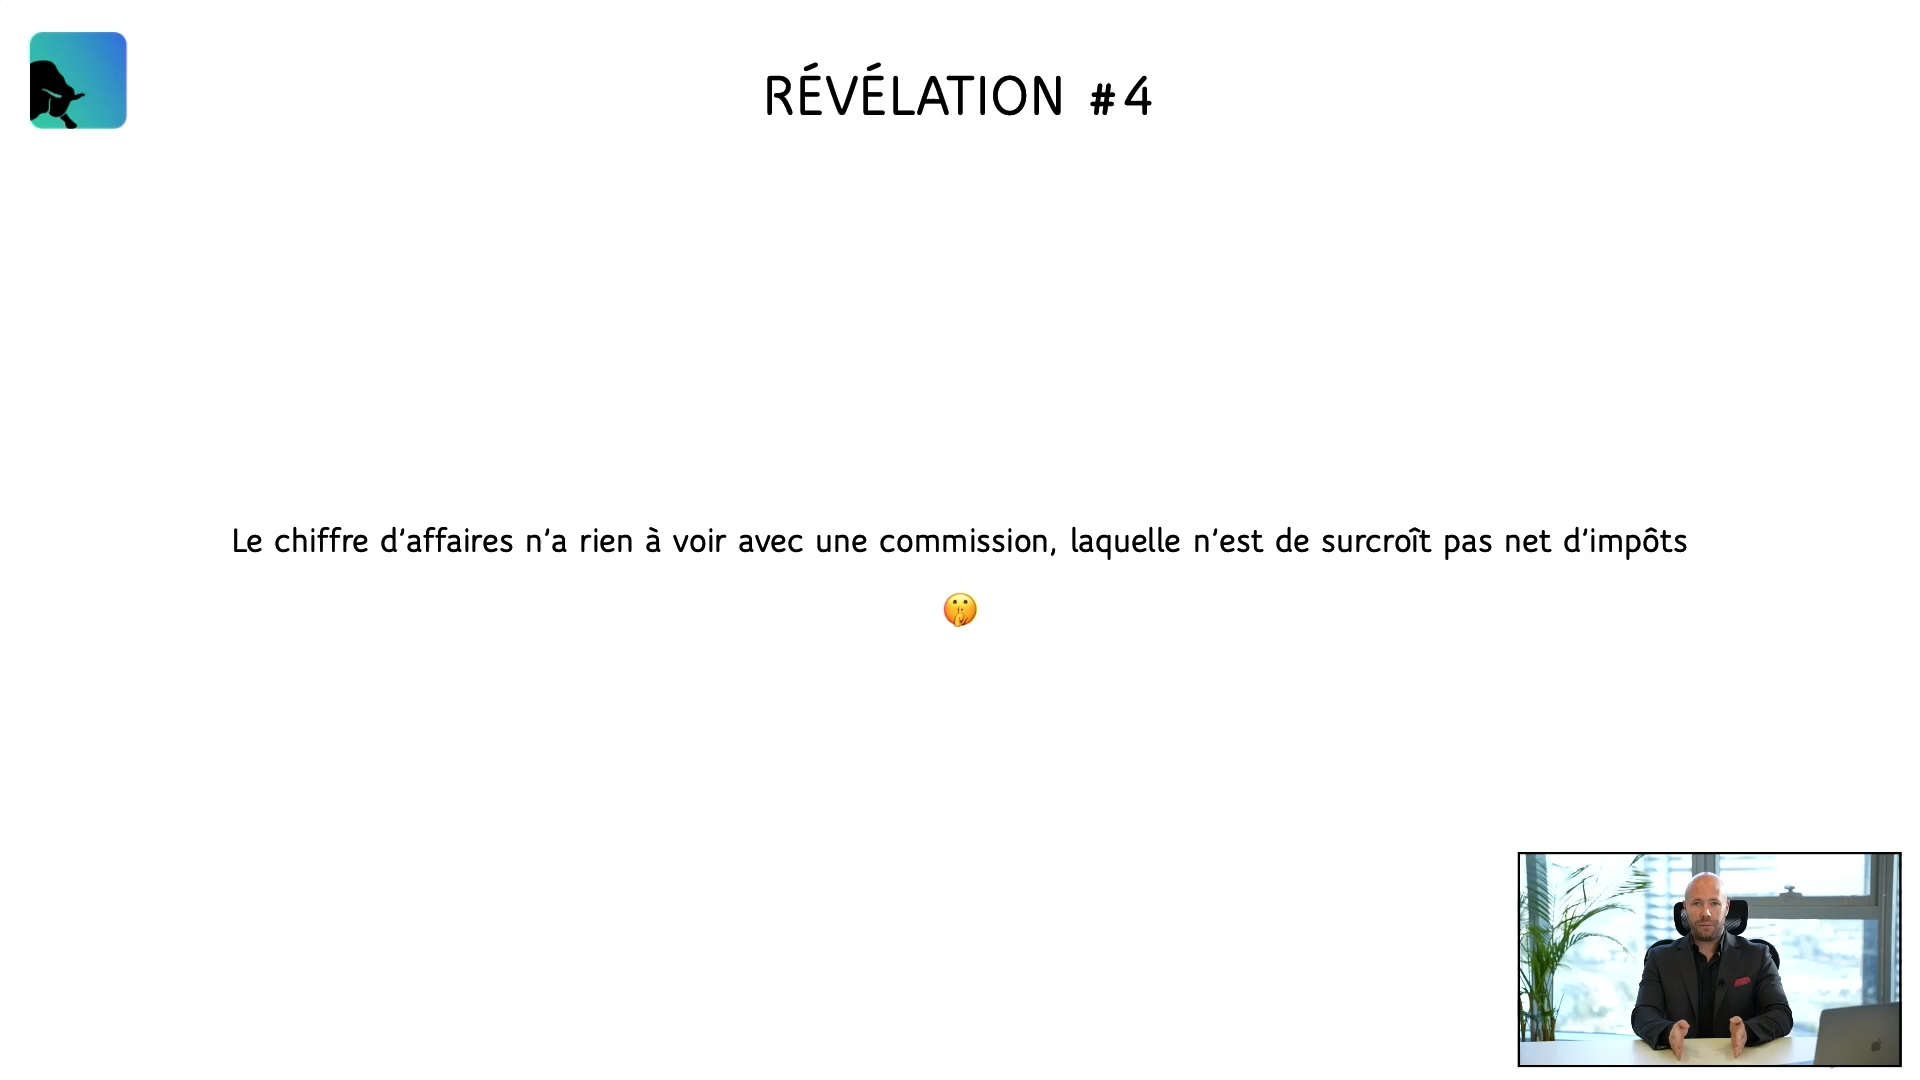 RÉVÉLATION #4
Le chiffre d’affaires n’a rien à voir avec une commission, laquelle n’est de surcroît pas net d’impôts
🤫